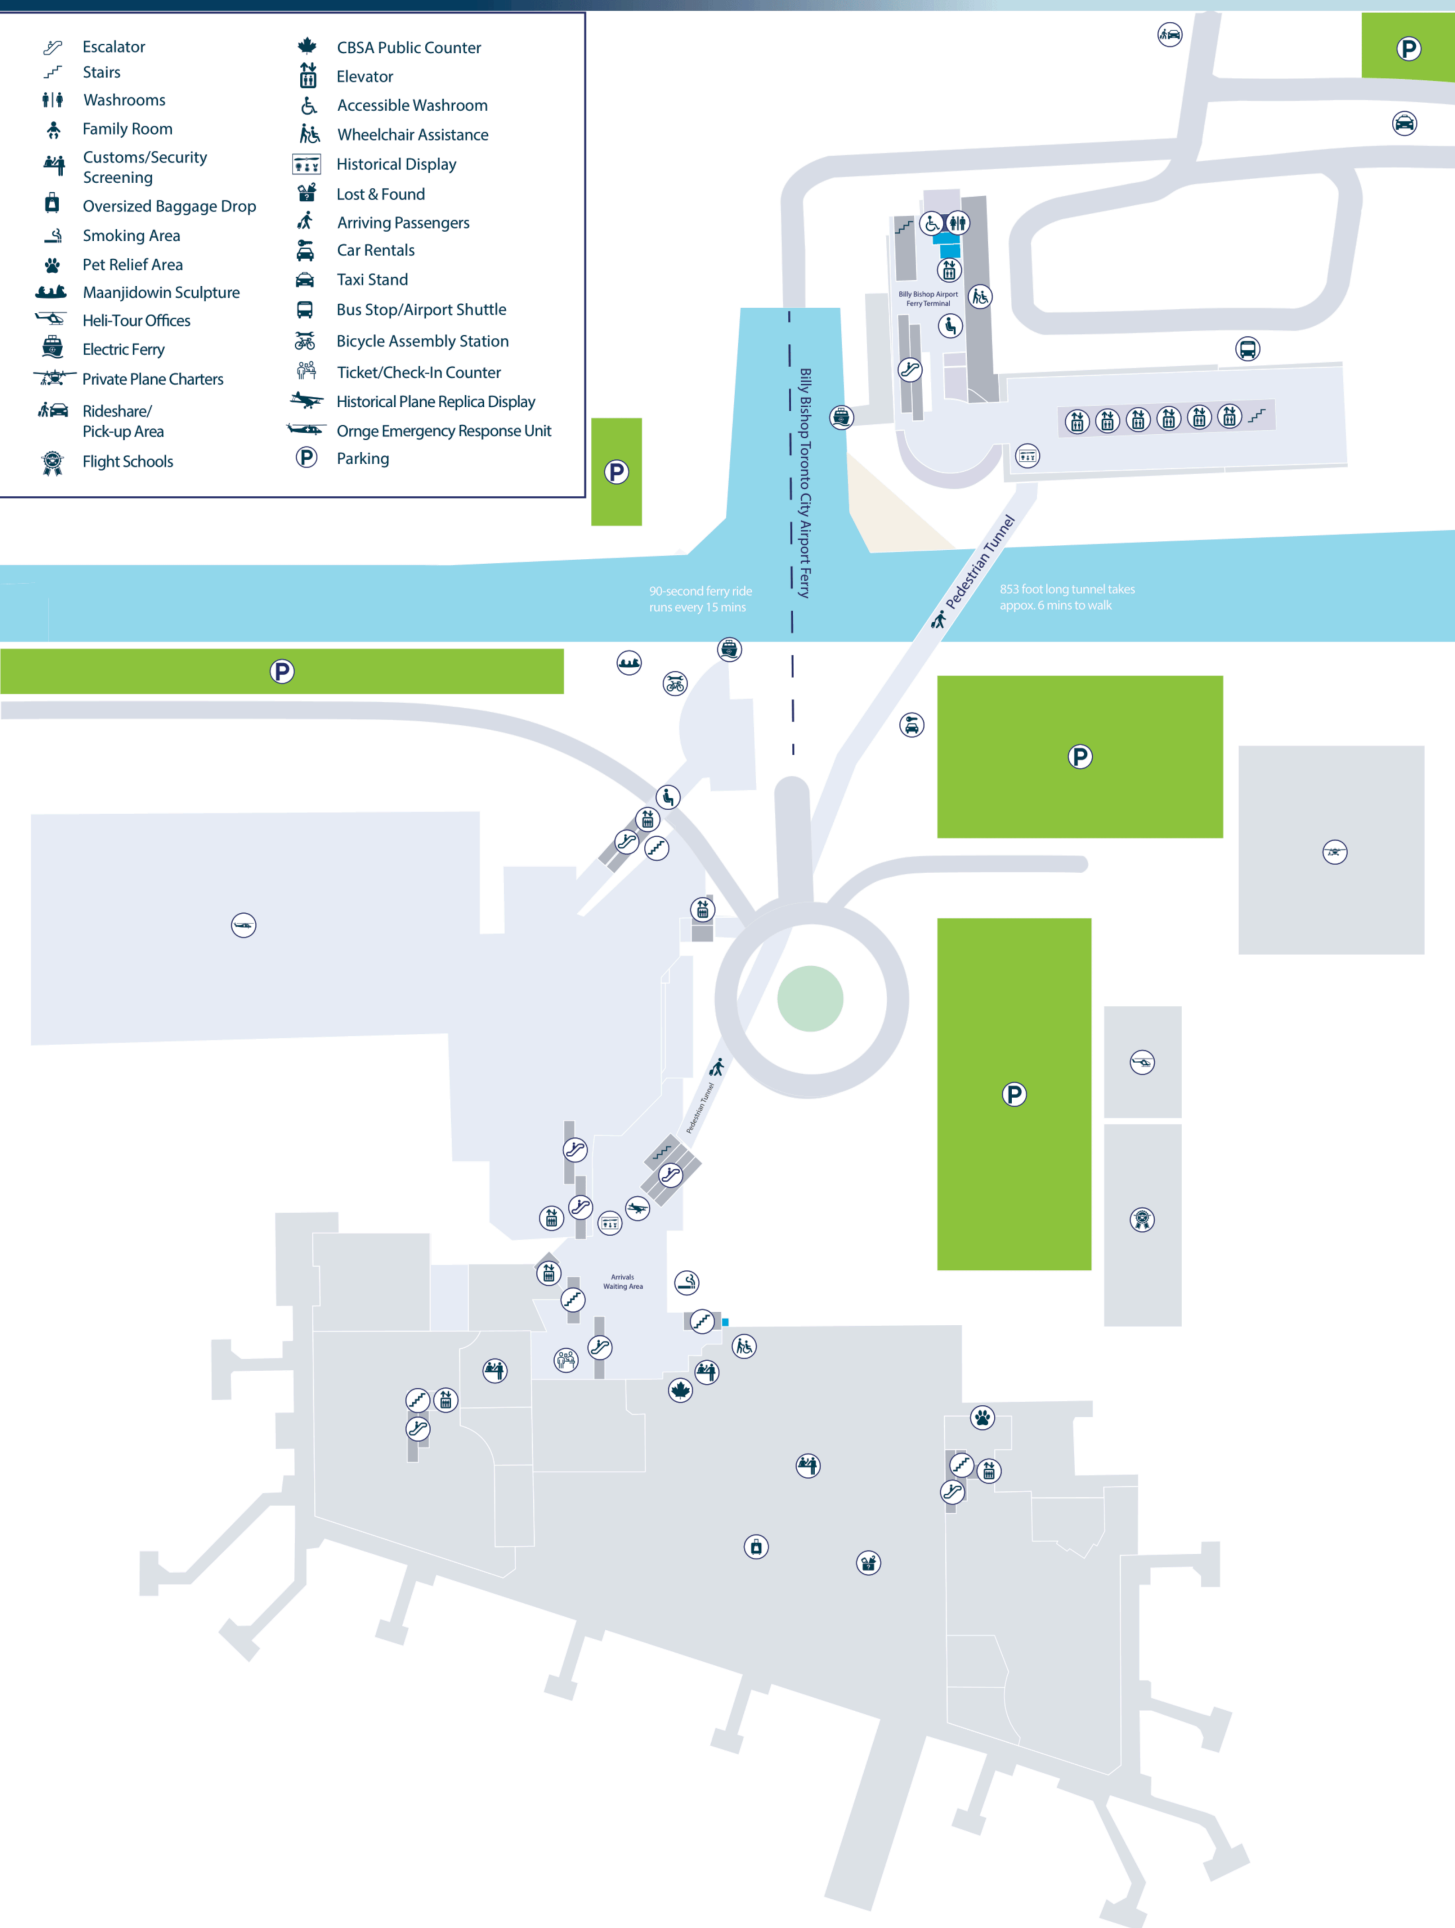 Escalator
Stairs
Washrooms
Family Room
Customs/Security
Screening
Oversized Baggage Drop
Smoking Area
Pet Relief Area
Maanjidowin Sculpture
Heli-Tour Offices
Electric Ferry
Private Plane Charters
Rideshare/
Pick-up Area
Flight Schools
CBSA Public Counter
Elevator
Accessible Washroom
Wheelchair Assistance
Historical Display
Lost & Found
Arriving Passengers
Car Rentals
Taxi Stand
Bus Stop/Airport Shuttle
Bicycle Assembly Station
Ticket/Check-In Counter
Historical Plane Replica Display
Ornge Emergency Response Unit
P Parking
P
Billy Bishop Airport
Ferry Terminal
P
Billy Bishop Toronto City Airport Ferry
Pedestrian Tunnel
90-second ferry ride
runs every 15 mins
853 foot long tunnel takes
appox. 6 mins to walk
P
P
P
Pedestrian Tunnel
Arrivals
Waiting Area